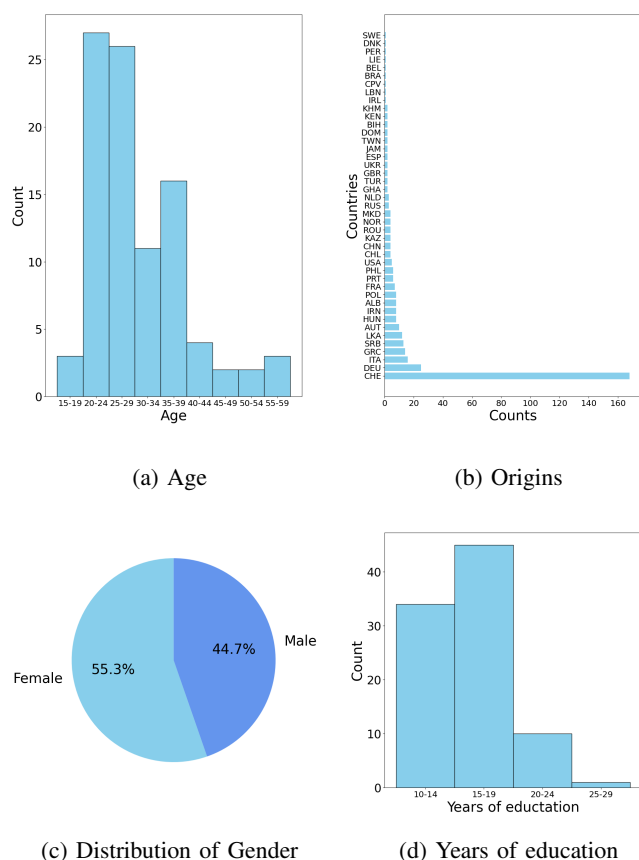 25
20
15
10
5
0
Count
15-19 20-24 25-29 30-34 35-39 40-44 45-49 50-54 55-59
Age
(a) Age
Countries
SWE
DNK
PER
LIE
BEL
BRA
CPV
LBN
IRL
KHM
KEN
BIH
DOM
TWN
JAM
ESP
UKR
GBR
TUR
GHA
NLD
RUS
MKD
NOR
ROU
KAZ
CHN
CHL
USA
PHL
PRT
FRA
POL
ALB
IRN
HUN
AUT
LKA
SRB
GRC
ITA
DEU
CHE
0 20 40 60 80 100 120 140 160
Counts
(b) Origins
Female
55.3%
44.7%
Male
(c) Distribution of Gender
40
30
20
10
0
Count
10-14 15-19 20-24 25-29
Years of eductation
(d) Years of education